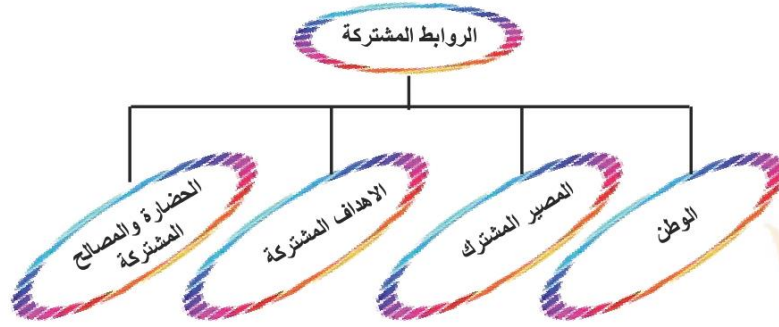 الروابط المشتركة
الوطن
المصير المشترك
الاهداف المشتركة
الحضارة والمصالح
المشتركة